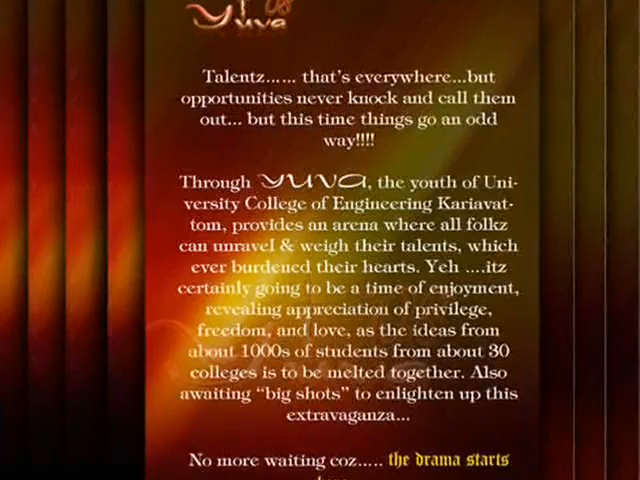 Yuva
Talentz...... that's everywhere...but
opportunities never knock and call them
out... but this time things go an odd
way!!!!
Through YUVA, the youth of Uni-
versity College of Engineering Kariavat-
tom, provides an arena where all folkz
can unravel & weigh their talents, which
ever burdened their hearts. Yeh ....itz
certainly going to be a time of enjoyment,
revealing appreciation of privilege,
freedom, and love, as the ideas from
about 1000s of students from about 30
colleges is to be melted together. Also
awaiting “big shots” to enlighten up this
extravaganza...
No more waiting coz..... the drama starts